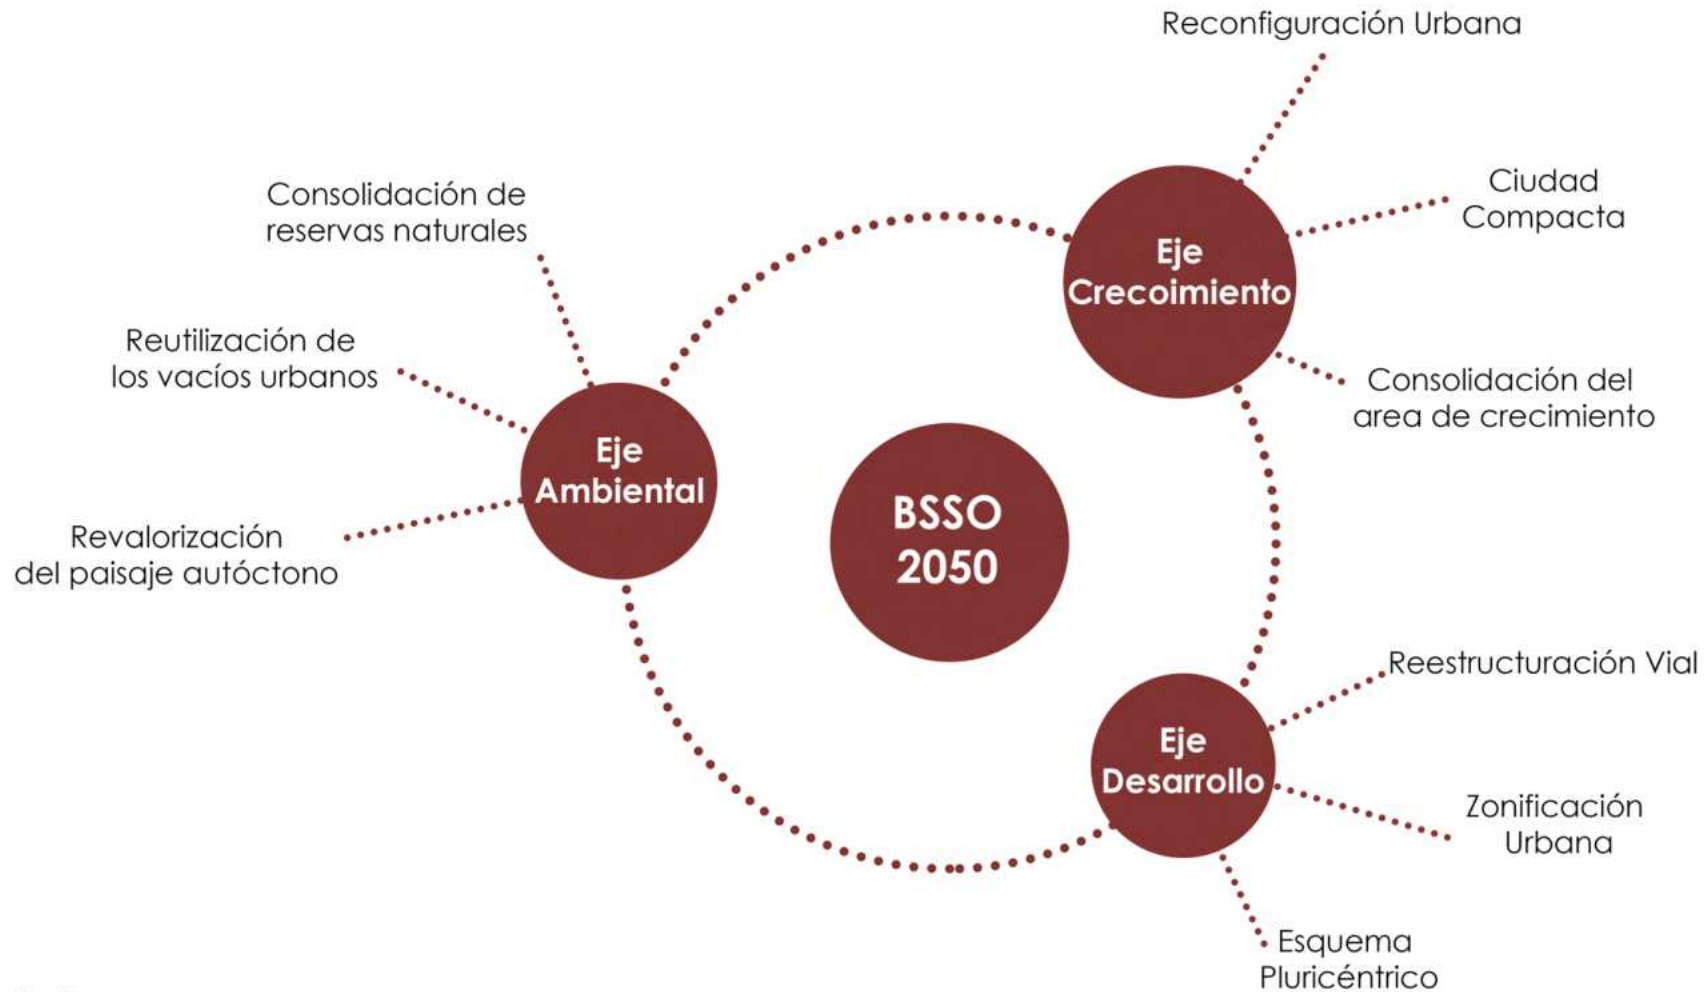 Reconfiguración Urbana
Ciudad
Compacta
Eje
Crecoimiento
Consolidación del
area de crecimiento
Consolidación de
reservas naturales
Reutilización de
los vacíos urbanos
Eje
Ambiental
Revalorización
del paisaje autóctono
BSSO
2050
Reestructuración Vial
Eje
Desarrollo
Zonificación
Urbana
Esquema
Pluricéntrico